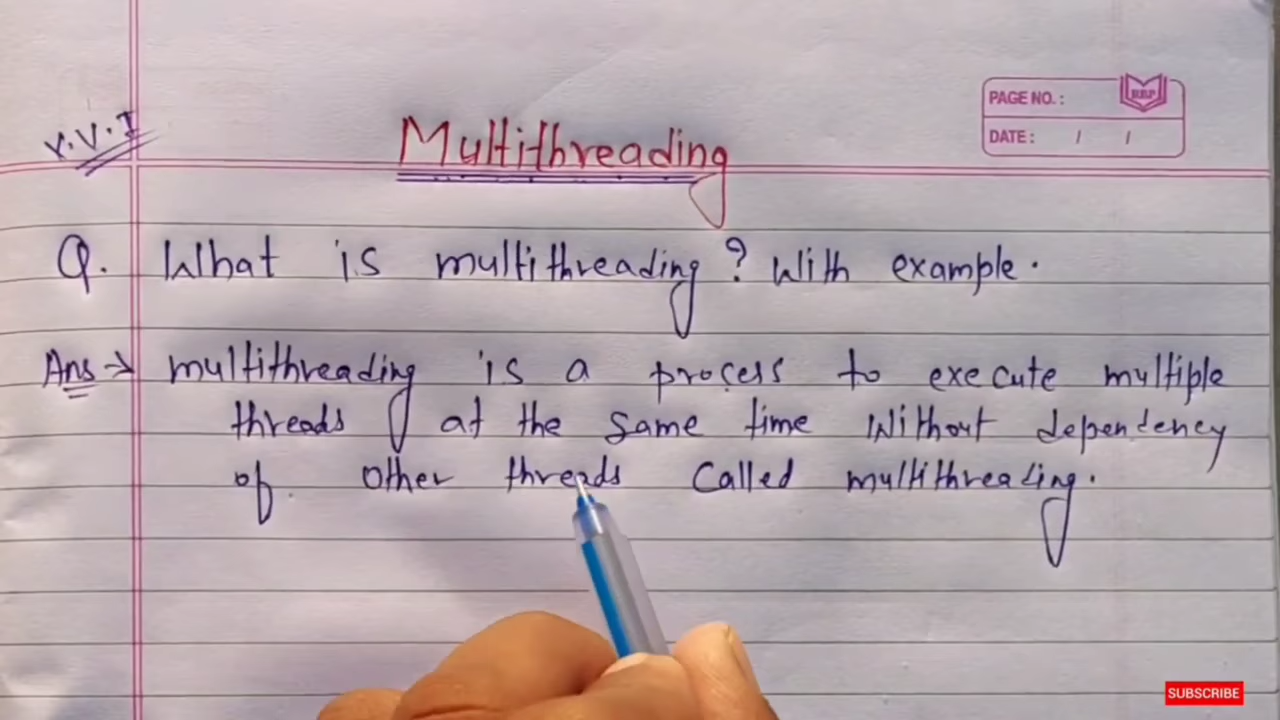 V.V.I
Multithreading
PAGE NO. :
RBP
DATE : / /
Q. What is multithreading? With example.
Ans → multithreading is a process to execute multiple
threads at the same time without dependency
of other threads called multithreading.
SUBSCRIBE